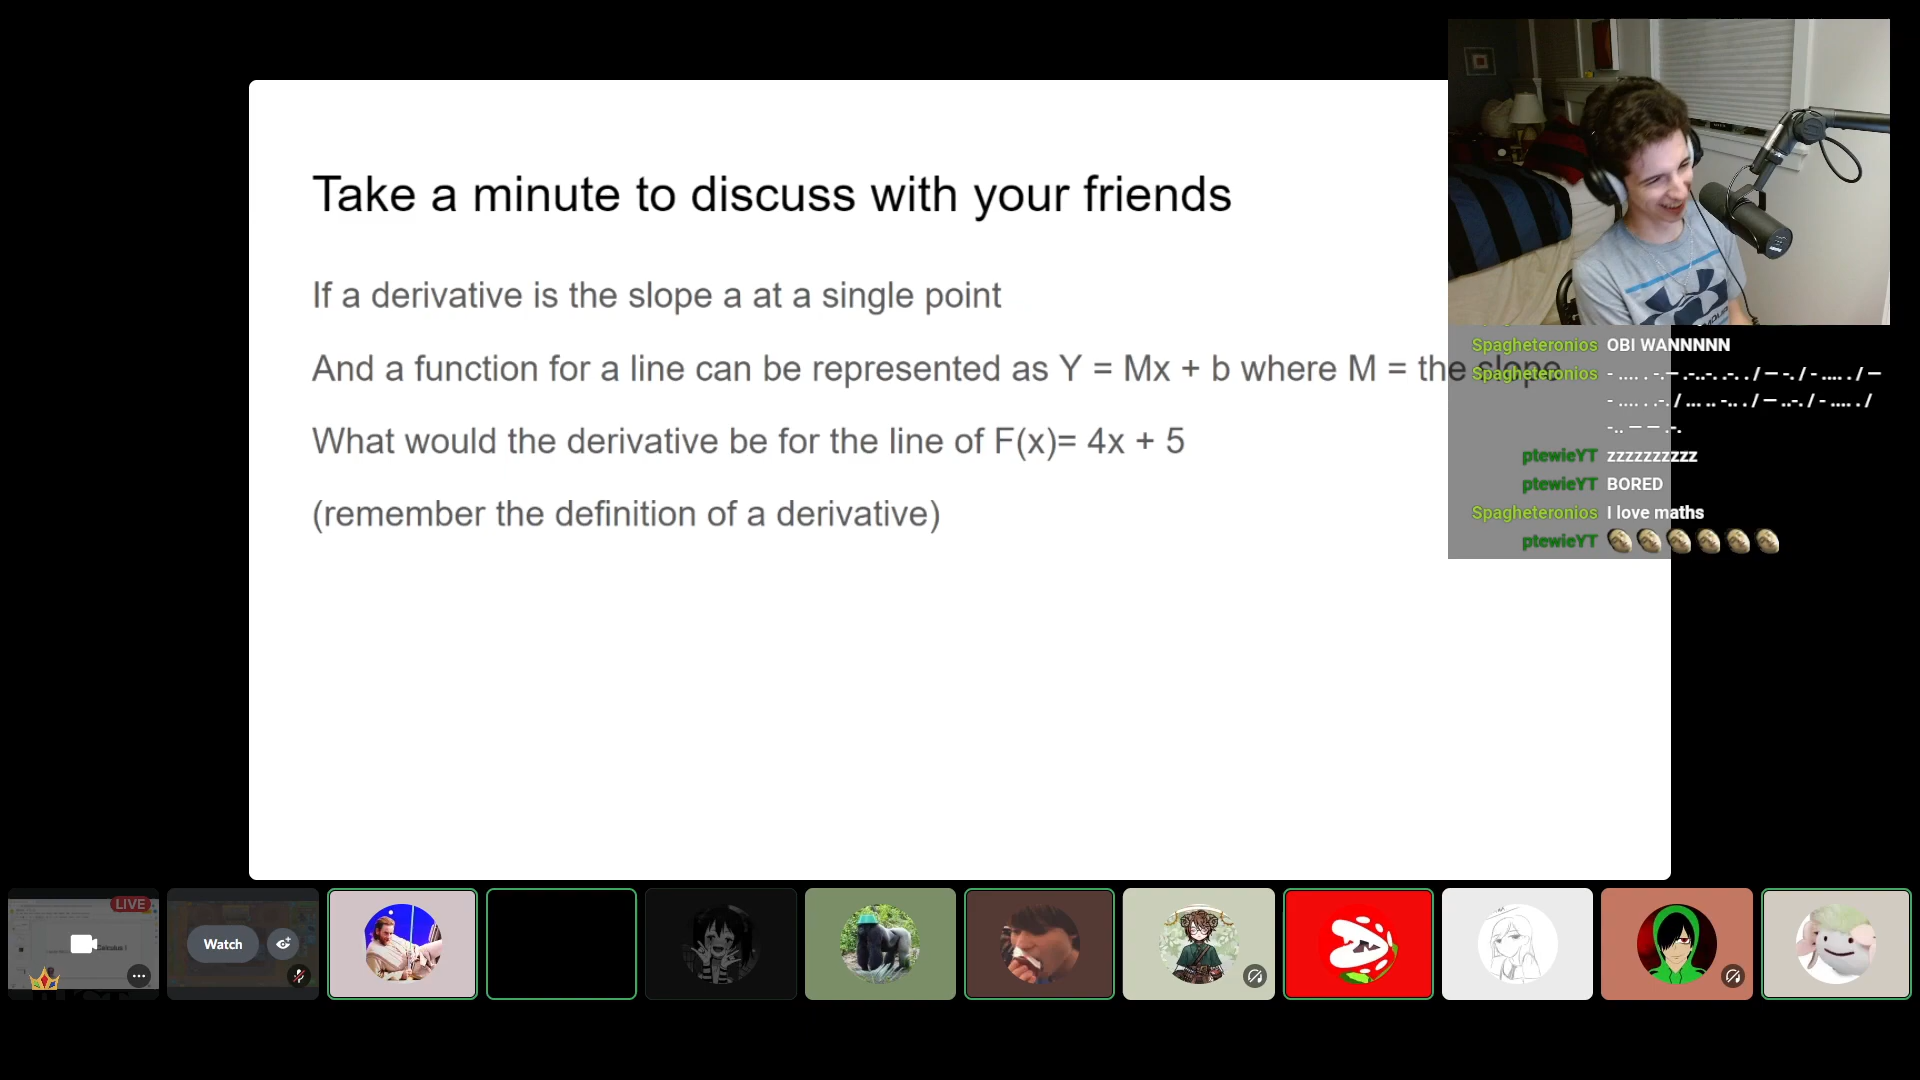 Take a minute to discuss with your friends
If a derivative is the slope a at a single point
And a function for a line can be represented as Y = Mx + b where M = the slope
What would the derivative be for the line of F(x)= 4x + 5
(remember the definition of a derivative)
Spagheteronios OBI WANNNNN
Spagheteronios - .... . -.— .-..-. .-. . / — -. / - .... . / —
- .... . .-. / ... .. -.. . / — ..-. / - .... . /
-.. — — .-.
ptewieYT zzzzzzzzzz
ptewieYT BORED
Spagheteronios I love maths
ptewieYT
LIVE
Watch